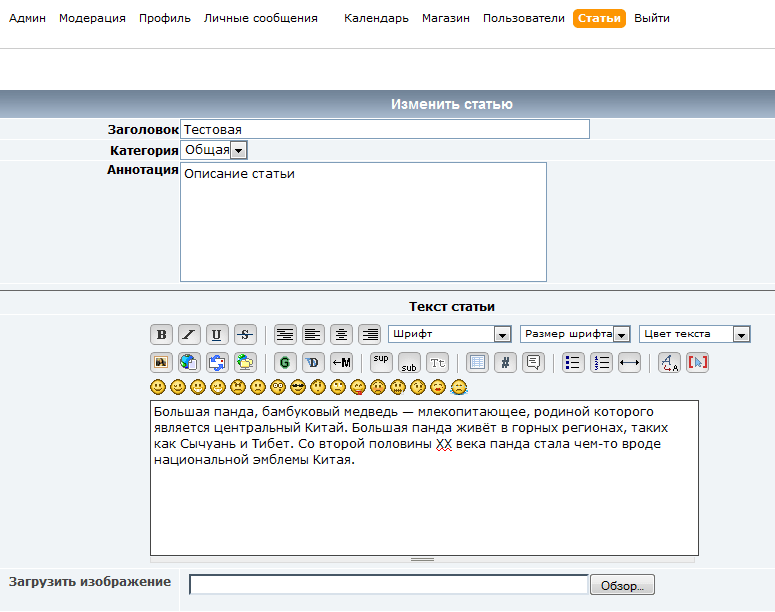 Админ Модерация Профиль Личные сообщения Календарь Магазин Пользователи Статьи Выйти
Изменить статью
Заголовок Тестовая
Категория Общая
Аннотация Описание статьи
Текст статьи
B I U S Шрифт Размер шрифта Цвет текста
G D M sup sub Tt # A A
Большая панда, бамбуковый медведь — млекопитающее, родиной которого
является центральный Китай. Большая панда живёт в горных регионах, таких
как Сычуань и Тибет. Со второй половины XX века панда стала чем-то вроде
национальной эмблемы Китая.
Загрузить изображение Обзор...